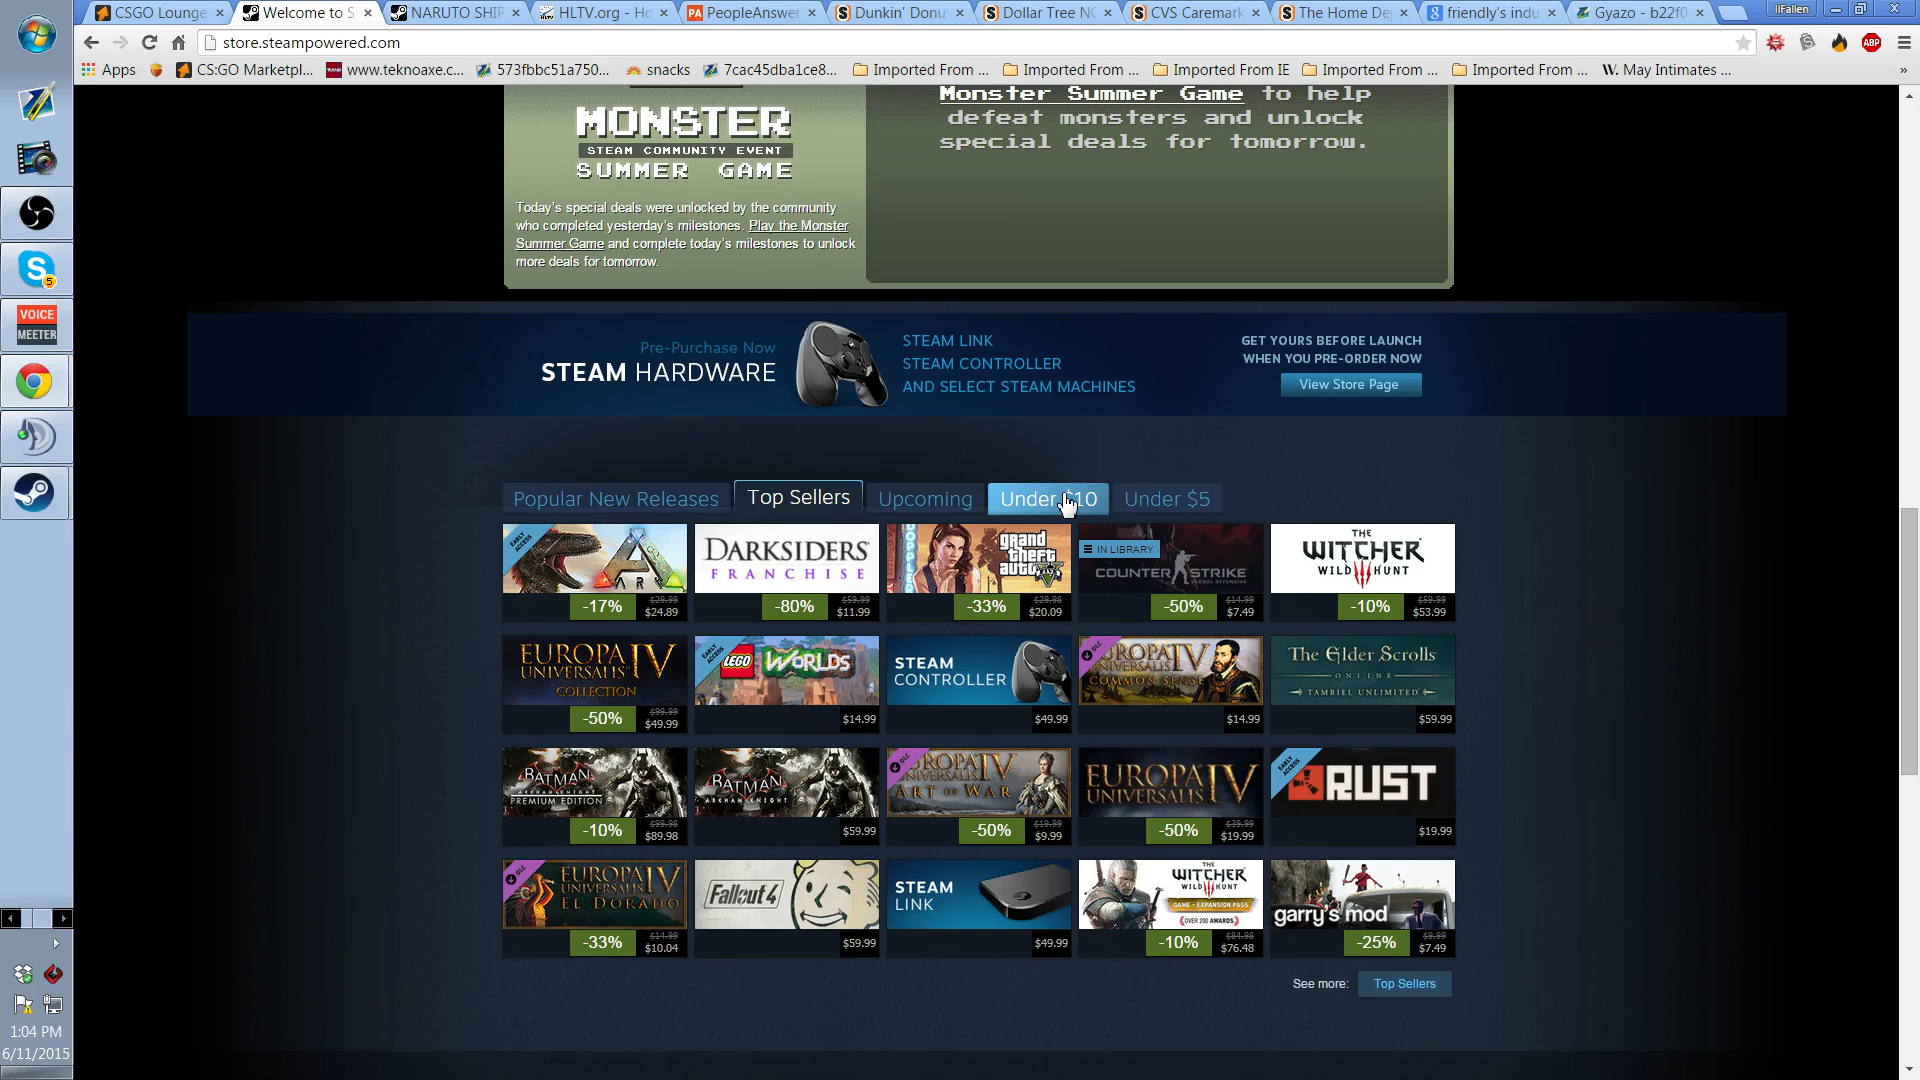 CSGO Lounge
Welcome to S
NARUTO SHIP
HLTV.org - Ho
PeopleAnswer
Dunkin' Donu
Dollar Tree NC
CVS Caremark
The Home De
friendly's indu
Gyazo - b22f0
IIFallen
store.steampowered.com
ABP
Apps
CS:GO Marketpl...
www.teknoaxe.c...
573fbbc51a750...
snacks
7cac45dba1ce8...
Imported From ...
Imported From ...
Imported From IE
Imported From ...
Imported From ...
W. May Intimates ...
»
MONSTER
STEAM COMMUNITY EVENT
SUMMER GAME
Today's special deals were unlocked by the community
who completed yesterday's milestones. Play the Monster
Summer Game and complete today's milestones to unlock
more deals for tomorrow.
Monster Summer Game to help
defeat monsters and unlock
special deals for tomorrow.
Pre-Purchase Now
STEAM HARDWARE
STEAM LINK
STEAM CONTROLLER
AND SELECT STEAM MACHINES
GET YOURS BEFORE LAUNCH
WHEN YOU PRE-ORDER NOW
View Store Page
Popular New Releases
Top Sellers
Upcoming
Under $10
Under $5
EARLY ACCESS
ARK
-17%
$29.99
$24.89
DARKSIDERS
FRANCHISE
-80%
$59.99
$11.99
grand
theft
auto V
-33%
$29.98
$20.09
IN LIBRARY
COUNTER STRIKE
GLOBAL OFFENSIVE
-50%
$14.99
$7.49
THE
WITCHER
WILD HUNT
-10%
$59.99
$53.99
EUROPA
UNIVERSALIS IV
COLLECTION
-50%
$99.99
$49.99
EARLY ACCESS
LEGO WORLDS
$14.99
STEAM
CONTROLLER
$49.99
DLC
EUROPA
UNIVERSALIS IV
COMMON SENSE
$14.99
The Elder Scrolls
ONLINE
TAMRIEL UNLIMITED
$59.99
BATMAN
ARKHAM KNIGHT
PREMIUM EDITION
-10%
$99.98
$89.98
BATMAN
ARKHAM KNIGHT
$59.99
DLC
EUROPA
UNIVERSALIS IV
ART OF WAR
-50%
$19.99
$9.99
EUROPA
UNIVERSALIS IV
-50%
$39.99
$19.99
EARLY ACCESS
RUST
$19.99
DLC
EUROPA
UNIVERSALIS IV
EL DORADO
-33%
$14.99
$10.04
Fallout 4
$59.99
STEAM
LINK
$49.99
THE
WITCHER
WILD HUNT
GAME + EXPANSION PASS
OVER 200 AWARDS
-10%
$84.98
$76.48
garry's mod
-25%
$9.99
$7.49
See more:
Top Sellers
5
VOICE
MEETER
1:04 PM
6/11/2015